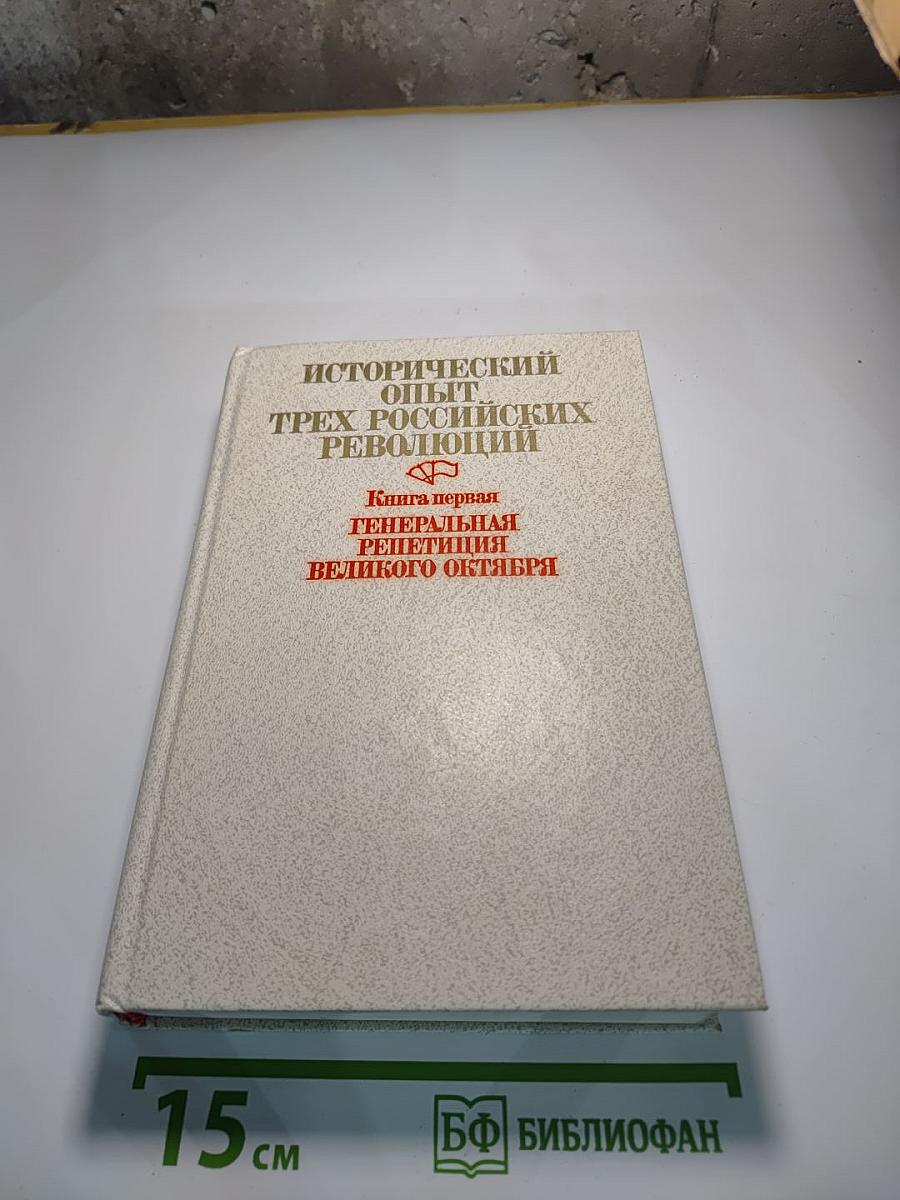 ИСТОРИЧЕСКИЙ
ОПЫТ
ТРЕХ РОССИЙСКИХ
РЕВОЛЮЦИЙ
Книга первая
ГЕНЕРАЛЬНАЯ
РЕПЕТИЦИЯ
ВЕЛИКОГО ОКТЯБРЯ
15 см
БФ БИБЛИОФАН